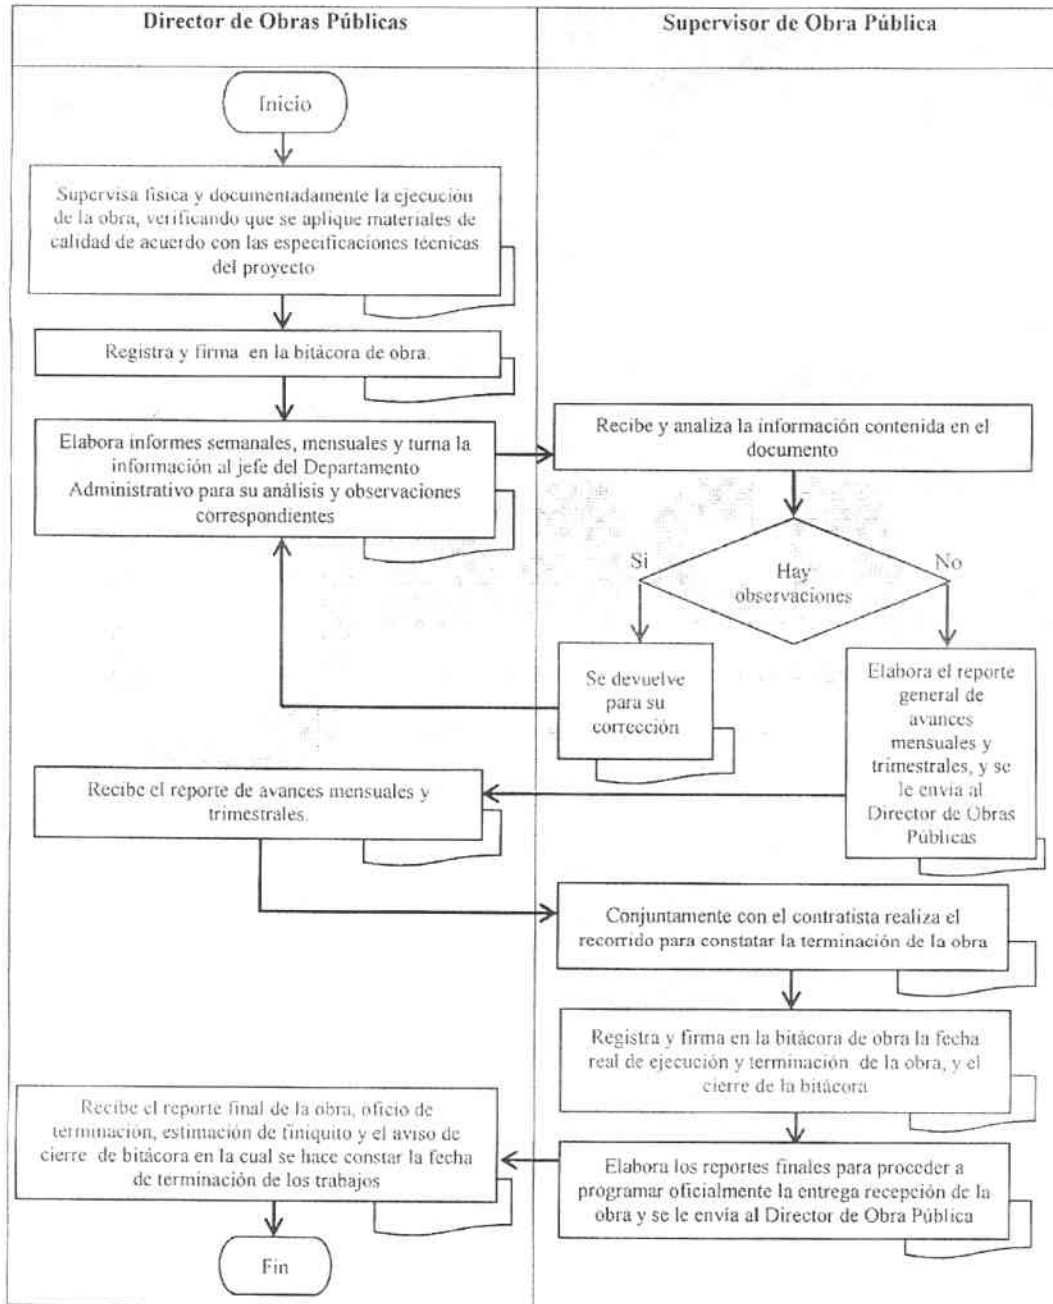 Director de Obras Públicas
Supervisor de Obra Pública
Inicio
Supervisa física y documentadamente la ejecución
de la obra, verificando que se aplique materiales de
calidad de acuerdo con las especificaciones técnicas
del proyecto
Registra y firma en la bitácora de obra.
Elabora informes semanales, mensuales y turna la
información al jefe del Departamento
Administrativo para su análisis y observaciones
correspondientes
Recibe y analiza la información contenida en el
documento
Hay
observaciones
Si
No
Se devuelve
para su
corrección
Elabora el reporte
general de
avances
mensuales y
trimestrales, y se
le envía al
Director de Obras
Públicas
Recibe el reporte de avances mensuales y
trimestrales.
Conjuntamente con el contratista realiza el
recorrido para constatar la terminación de la obra
Registra y firma en la bitácora de obra la fecha
real de ejecución y terminación de la obra, y el
cierre de la bitácora
Elabora los reportes finales para proceder a
programar oficialmente la entrega recepción de la
obra y se le envía al Director de Obra Pública
Recibe el reporte final de la obra, oficio de
terminación, estimación de finiquito y el aviso de
cierre de bitácora en la cual se hace constar la fecha
de terminación de los trabajos
Fin